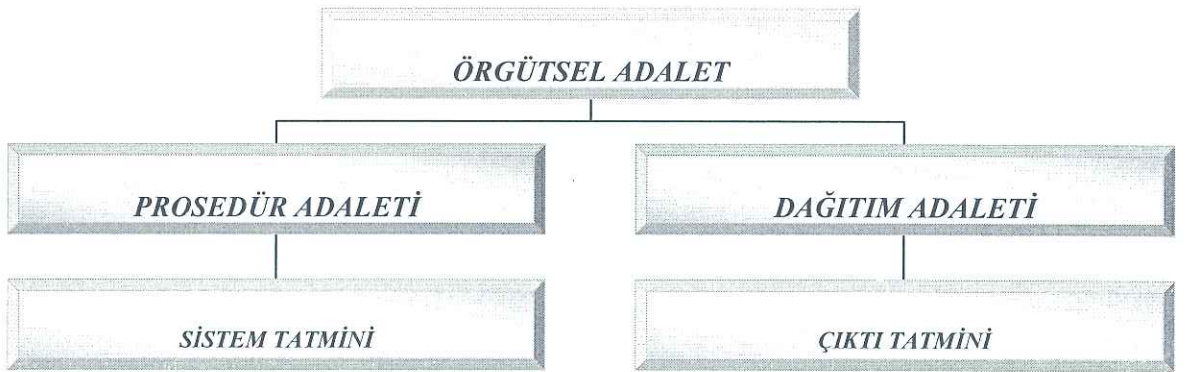 ÖRGÜTSEL ADALET
PROSEDÜR ADALETİ
DAĞITIM ADALETİ
SİSTEM TATMİNİ
ÇIKTI TATMİNİ